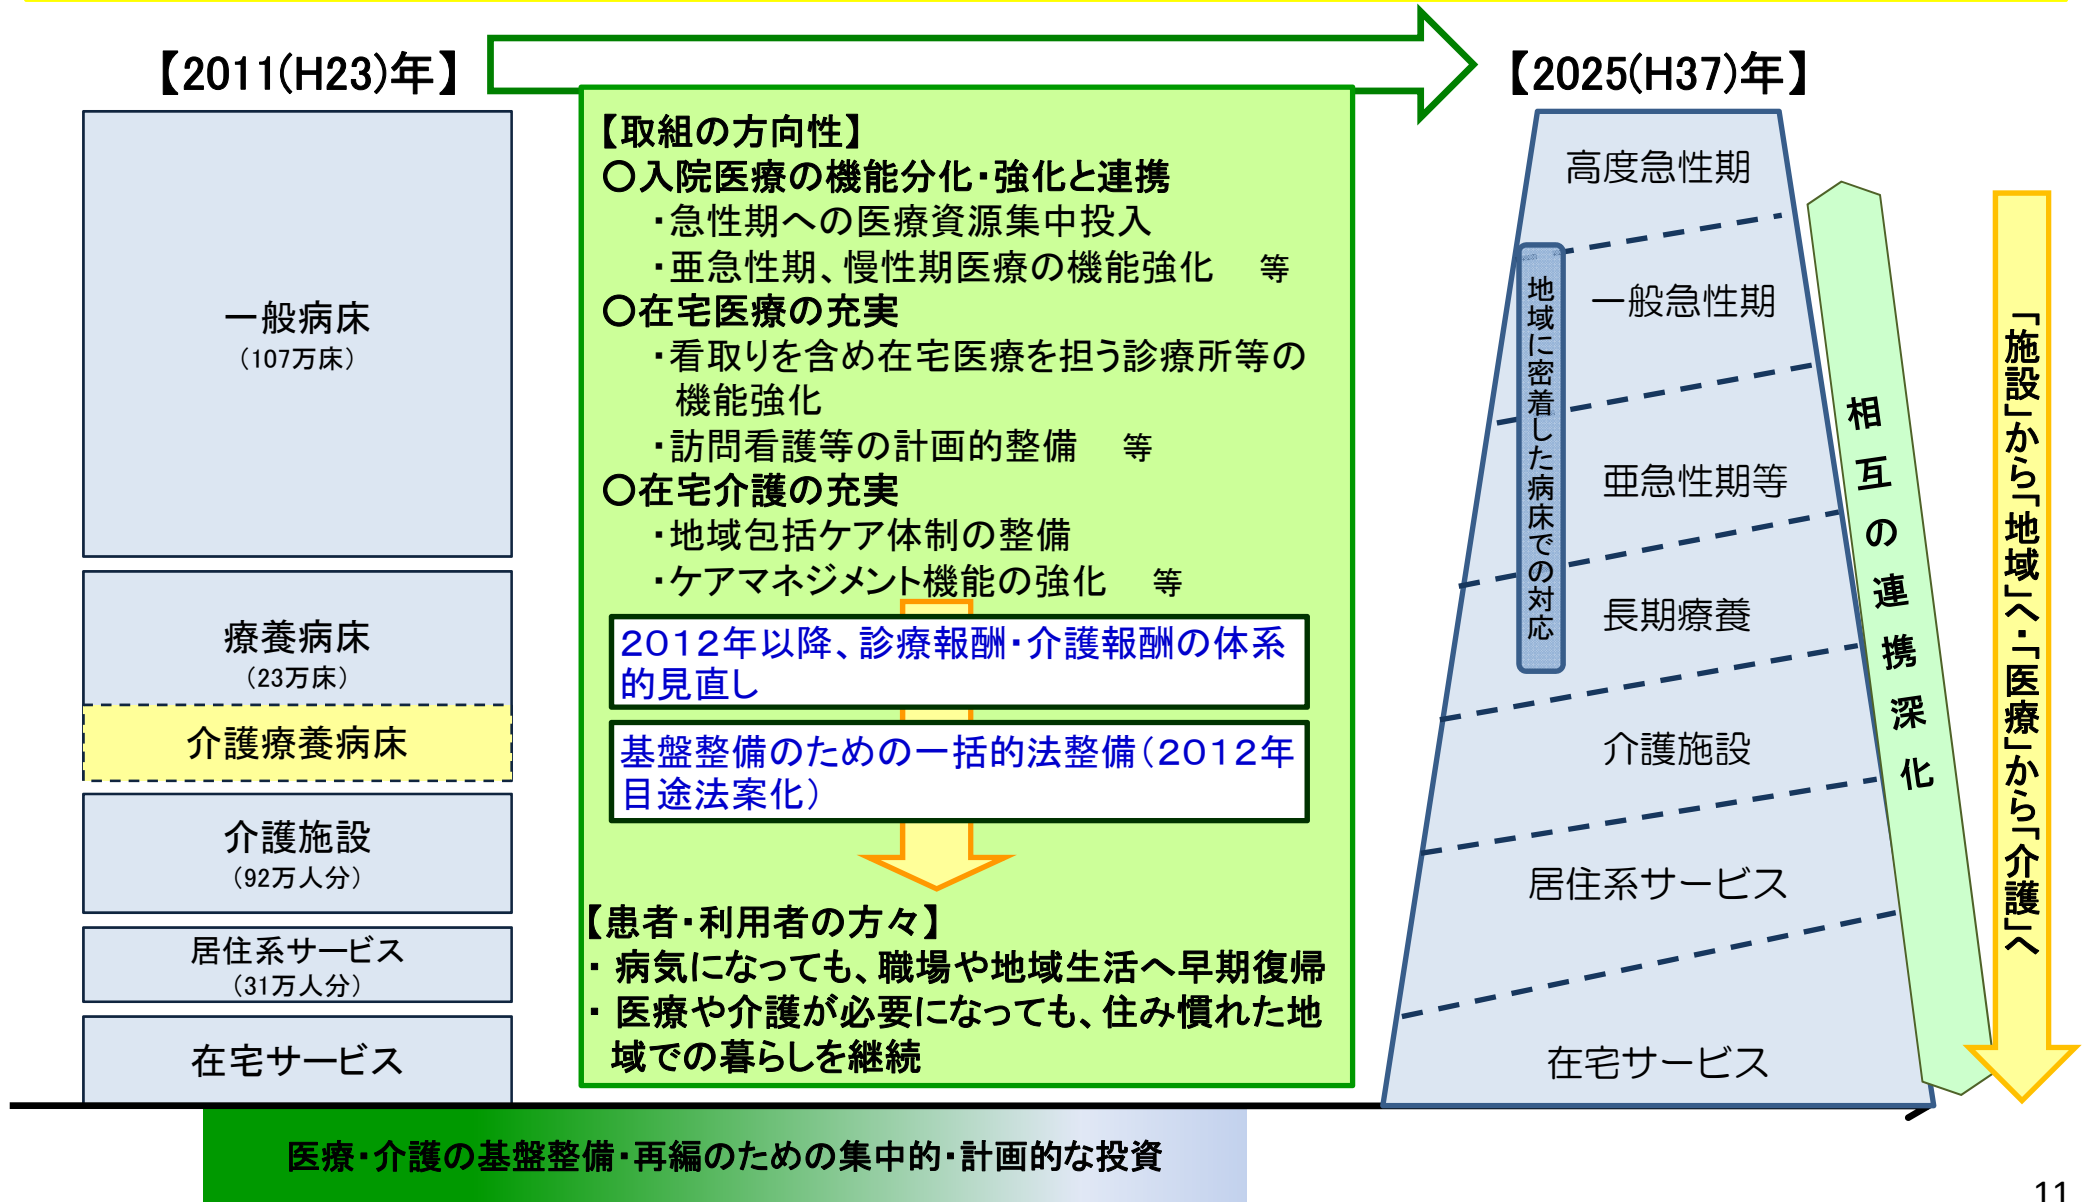 【2011(H23)年】
【2025(H37)年】
一般病床
（107万床）
療養病床
（23万床）
介護療養病床
介護施設
（92万人分）
居住系サービス
（31万人分）
在宅サービス
【取組の方向性】
○入院医療の機能分化・強化と連携
・急性期への医療資源集中投入
・亜急性期、慢性期医療の機能強化　等
○在宅医療の充実
・看取りを含め在宅医療を担う診療所等の
機能強化
・訪問看護等の計画的整備　等
○在宅介護の充実
・地域包括ケア体制の整備
・ケアマネジメント機能の強化　等
２０１２年以降、診療報酬・介護報酬の体系
的見直し
基盤整備のための一括的法整備（２０１２年
目途法案化）
【患者・利用者の方々】
・ 病気になっても、職場や地域生活へ早期復帰
・ 医療や介護が必要になっても、住み慣れた地
域での暮らしを継続
高度急性期
一般急性期
亜急性期等
長期療養
介護施設
居住系サービス
在宅サービス
地域に密着した病床での対応
相互の連携深化
「施設」から「地域」へ・「医療」から「介護」へ
医療・介護の基盤整備・再編のための集中的・計画的な投資
11